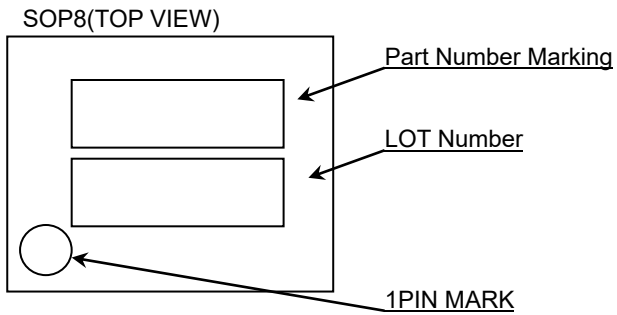 SOP8(TOP VIEW)
Part Number Marking
LOT Number
1PIN MARK